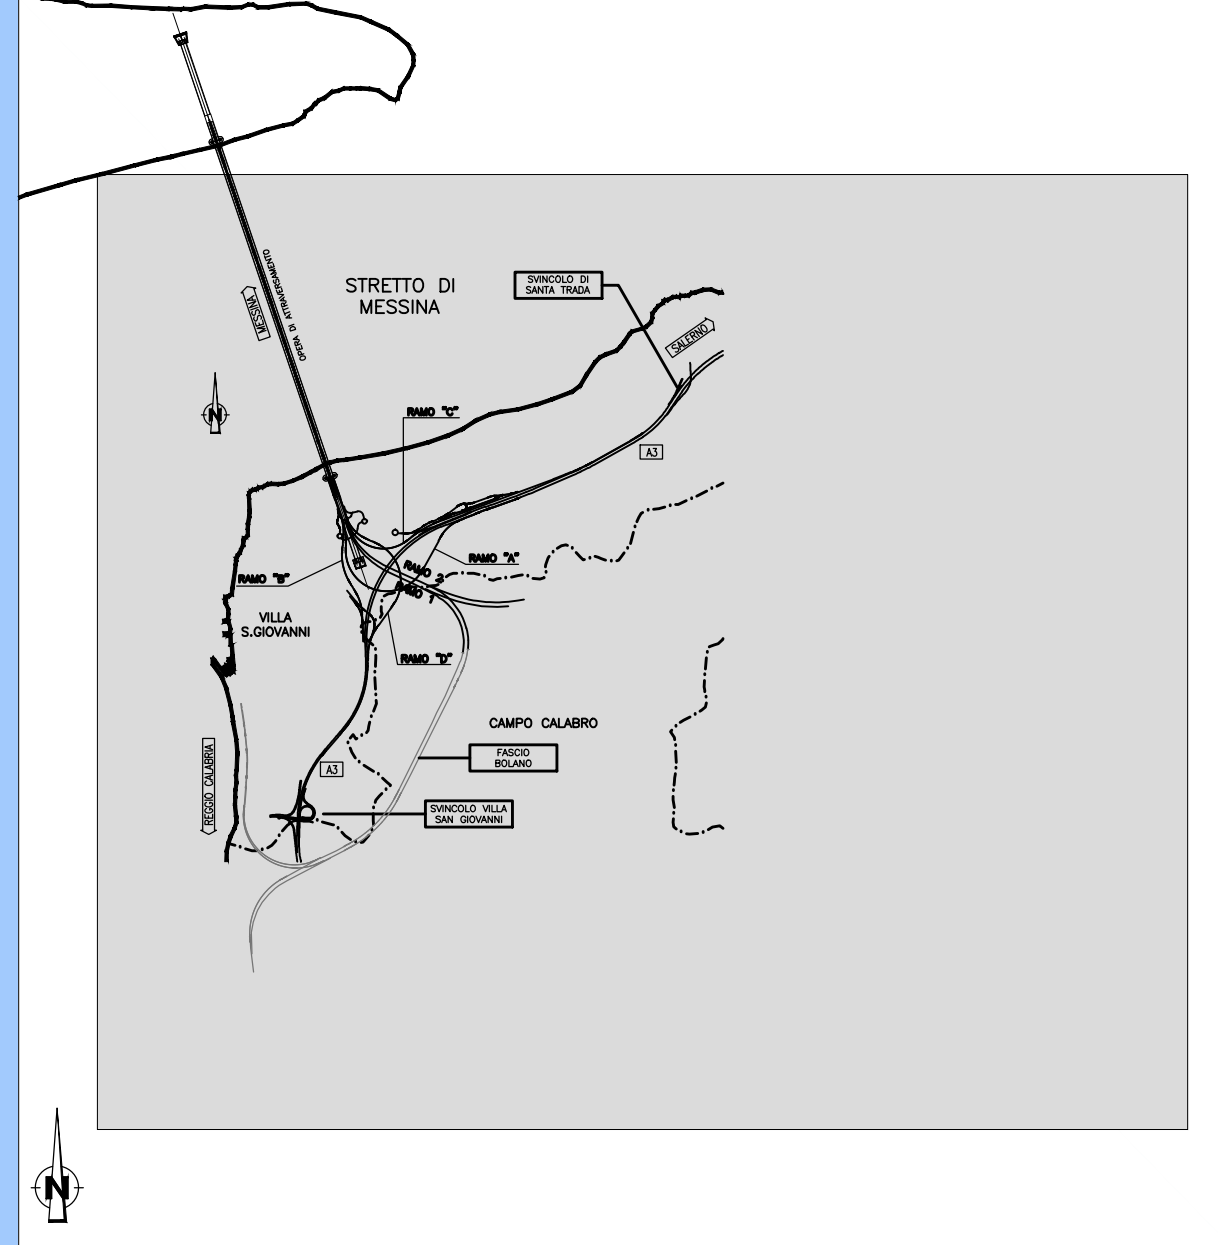 OPERA DI ATTRAVERSAMENTO
MESSINA
STRETTO DI
MESSINA
SVINCOLO DI
SANTA TRADA
SALERNO
N
RAMO "C"
A3
RAMO "A"
RAMO 2
RAMO "B"
RAMO 1
VILLA
S.GIOVANNI
RAMO "D"
CAMPO CALABRO
FASCIO
BOLANO
REGGIO CALABRIA
A3
SVINCOLO VILLA
SAN GIOVANNI
N